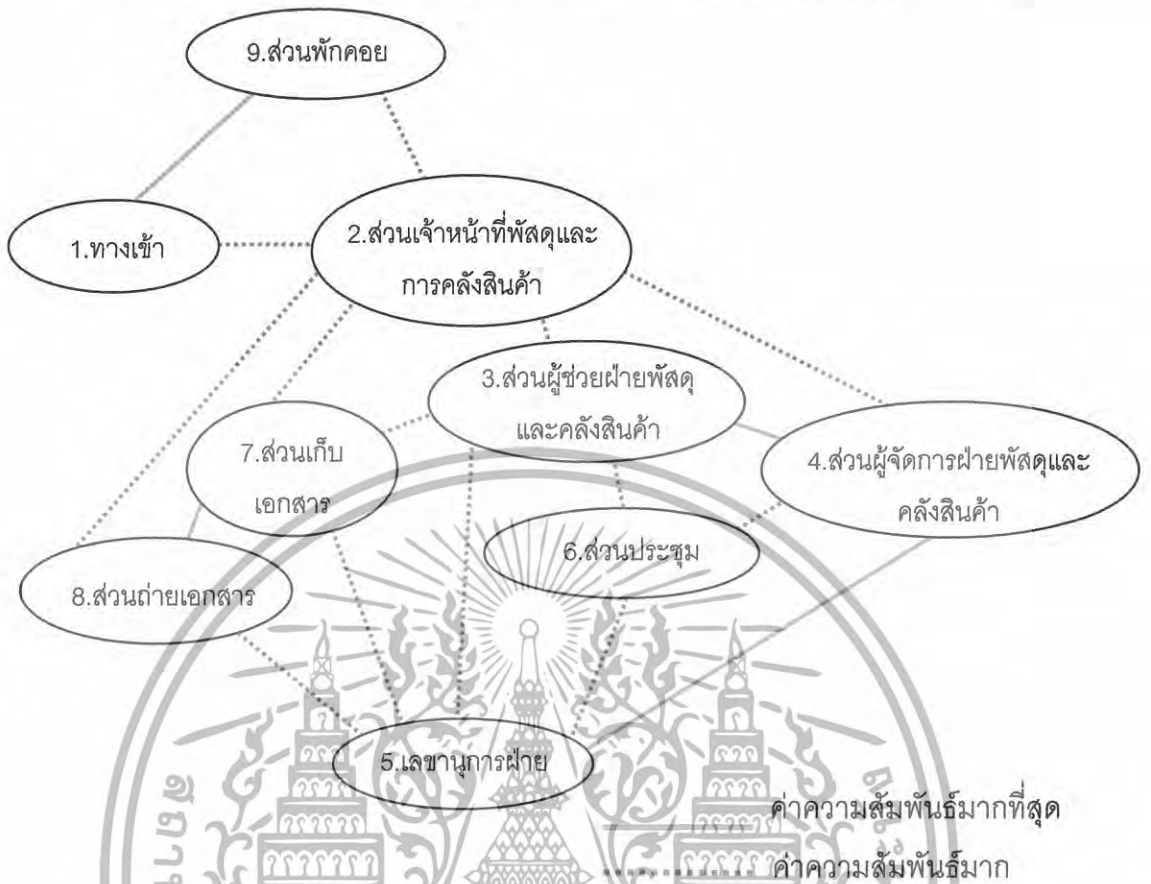 9.ส่วนพักคอย
1.ทางเข้า
2.ส่วนเจ้าหน้าที่พัสดุและ
การคลังสินค้า
3.ส่วนผู้ช่วยฝ่ายพัสดุ
และคลังสินค้า
4.ส่วนผู้จัดการฝ่ายพัสดุและ
คลังสินค้า
7.ส่วนเก็บ
เอกสาร
6.ส่วนประชุม
8.ส่วนถ่ายเอกสาร
5.เลขานุการฝ่าย
ค่าความสัมพันธ์มากที่สุด
ค่าความสัมพันธ์มาก